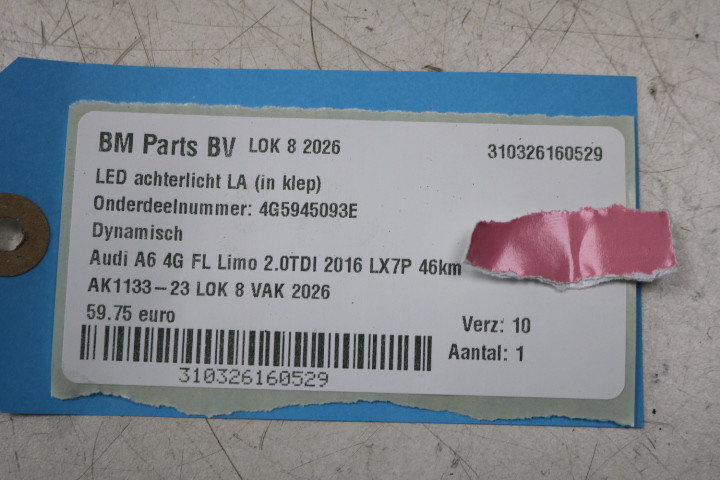 BM Parts BV LOK 8 2026 310326160529
LED achterlicht LA (in klep)
Onderdeelnummer: 4G5945093E
Dynamisch
Audi A6 4G FL Limo 2.0TDI 2016 LX7P 46km
AK1133-23 LOK 8 VAK 2026
59.75 euro
Verz: 10
Aantal: 1
310326160529